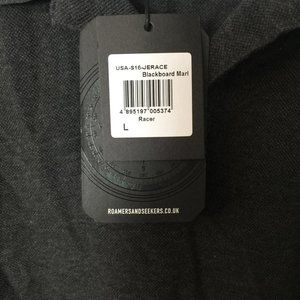 USA-S16-JERACE
Blackboard Marl
4 895197 005374
Racer
L
ROAMERSANDSEEKERS.CO.UK